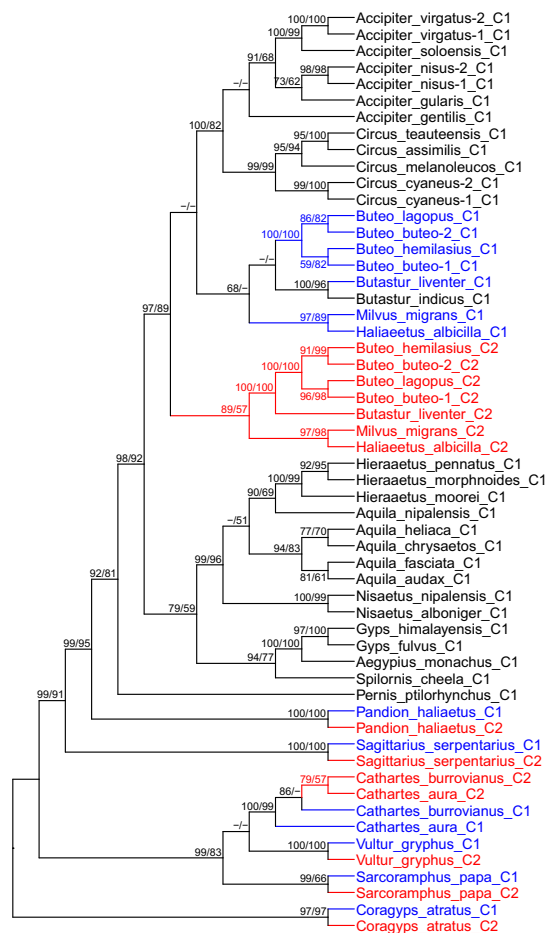 Accipiter_virgatus-2_C1
100/100
Accipiter_virgatus-1_C1
100/99
Accipiter_soloensis_C1
91/68
Accipiter_nisus-2_C1
98/98
Accipiter_nisus-1_C1
73/62
Accipiter_gularis_C1
–/–
Accipiter_gentilis_C1
100/82
Circus_teauteensis_C1
95/100
Circus_assimilis_C1
95/94
Circus_melanoleucos_C1
99/99
Circus_cyaneus-2_C1
99/100
Circus_cyaneus-1_C1
–/–
Buteo_lagopus_C1
86/82
Buteo_buteo-2_C1
100/100
Buteo_hemilasius_C1
59/82
Buteo_buteo-1_C1
–/–
Butastur_liventer_C1
100/96
Butastur_indicus_C1
68/–
Milvus_migrans_C1
97/89
Haliaeetus_albicilla_C1
97/89
Buteo_hemilasius_C2
91/99
Buteo_buteo-2_C2
100/100
Buteo_lagopus_C2
96/98
Buteo_buteo-1_C2
100/100
Butastur_liventer_C2
89/57
Milvus_migrans_C2
97/98
Haliaeetus_albicilla_C2
98/92
Hieraaetus_pennatus_C1
92/95
Hieraaetus_morphnoides_C1
100/99
Hieraaetus_moorei_C1
90/69
Aquila_nipalensis_C1
–/51
Aquila_heliaca_C1
77/70
Aquila_chrysaetos_C1
94/83
Aquila_fasciata_C1
81/61
Aquila_audax_C1
99/96
Nisaetus_nipalensis_C1
100/99
Nisaetus_alboniger_C1
79/59
Gyps_himalayensis_C1
97/100
Gyps_fulvus_C1
100/100
Aegypius_monachus_C1
94/77
Spilornis_cheela_C1
92/81
Pernis_ptilorhynchus_C1
99/95
Pandion_haliaetus_C1
100/100
Pandion_haliaetus_C2
99/91
Sagittarius_serpentarius_C1
100/100
Sagittarius_serpentarius_C2
Cathartes_burrovianus_C2
79/57
Cathartes_aura_C2
86/–
Cathartes_burrovianus_C1
100/99
Cathartes_aura_C1
–/–
Vultur_gryphus_C1
100/100
Vultur_gryphus_C2
99/83
Sarcoramphus_papa_C1
99/66
Sarcoramphus_papa_C2
Coragyps_atratus_C1
97/97
Coragyps_atratus_C2